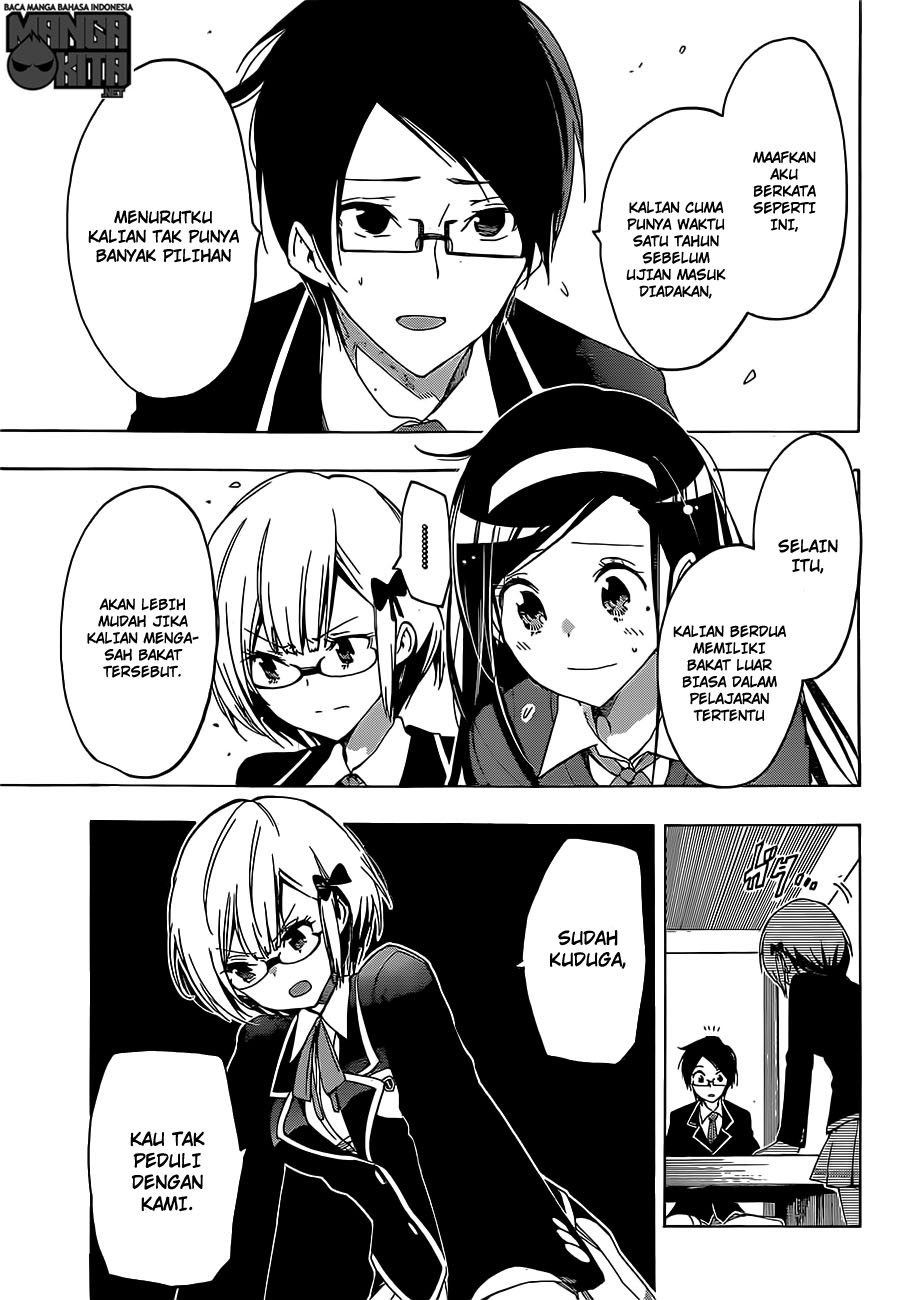 BACA MANGA BAHASA INDONESIA
MANGA
KITA
.NET
MAAFKAN
AKU
BERKATA
SEPERTI
INI,
KALIAN CUMA
PUNYA WAKTU
SATU TAHUN
SEBELUM
UJIAN MASUK
DIADAKAN,
MENURUTKU
KALIAN TAK PUNYA
BANYAK PILIHAN
SELAIN
ITU,
KALIAN BERDUA
MEMILIKI
BAKAT LUAR
BIASA DALAM
PELAJARAN
TERTENTU
AKAN LEBIH
MUDAH JIKA
KALIAN MENGA-
SAH BAKAT
TERSEBUT.
ガタ...
SUDAH
KUDUGA,
KAU TAK
PEDULI
DENGAN
KAMI.